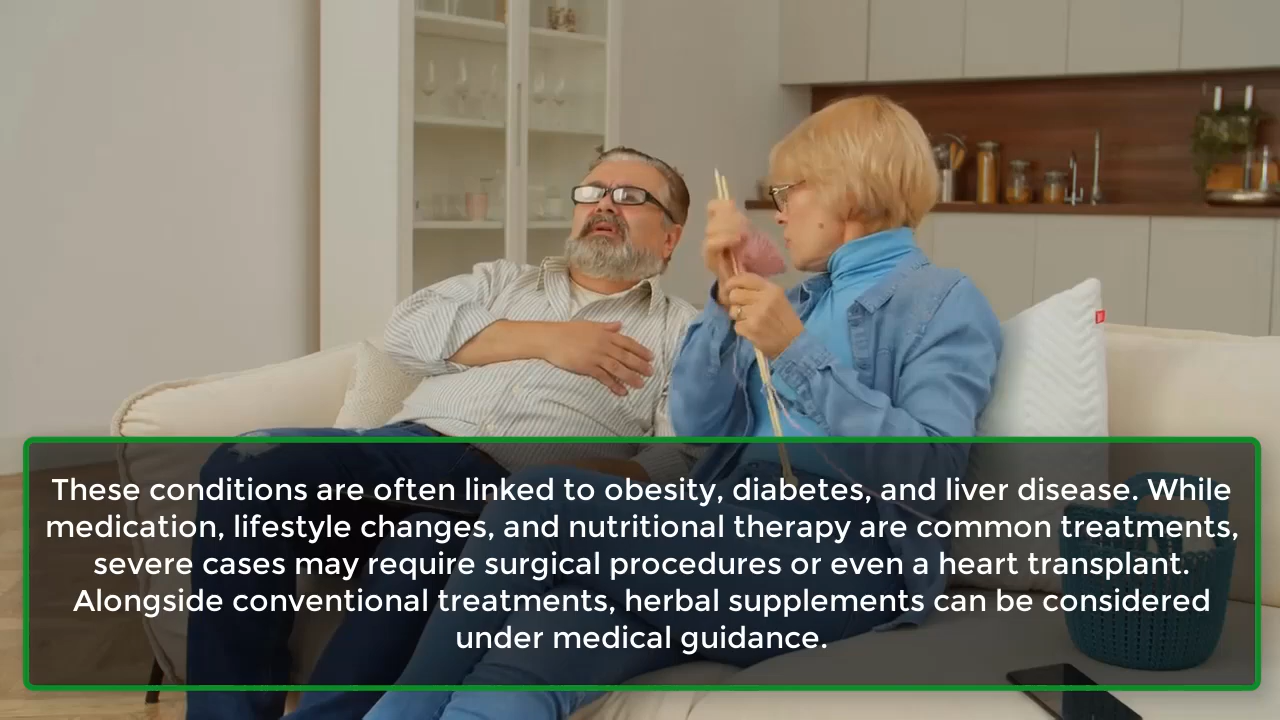 These conditions are often linked to obesity, diabetes, and liver disease. While
medication, lifestyle changes, and nutritional therapy are common treatments,
severe cases may require surgical procedures or even a heart transplant.
Alongside conventional treatments, herbal supplements can be considered
under medical guidance.